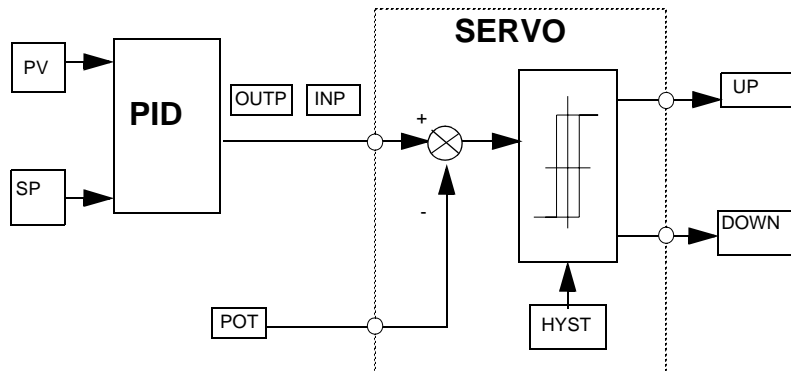 SERVO
PV
PID
OUTP
INP
UP
+
SP
-
DOWN
POT
HYST